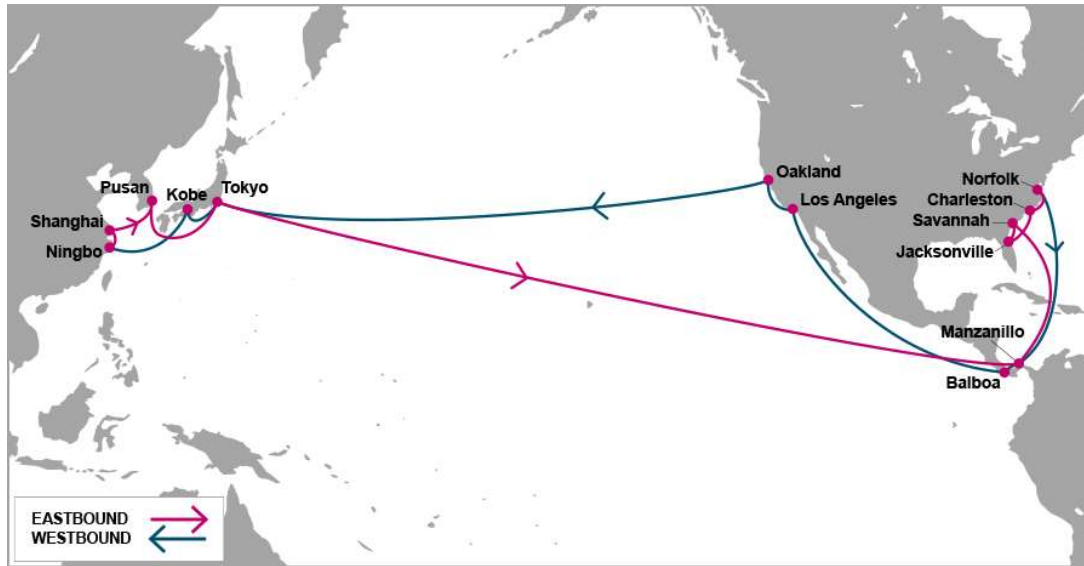 Pusan
Kobe
Tokyo
Shanghai
Ningbo
Oakland
Los Angeles
Norfolk
Charleston
Savannah
Jacksonville
Manzanillo
Balboa
EASTBOUND
WESTBOUND